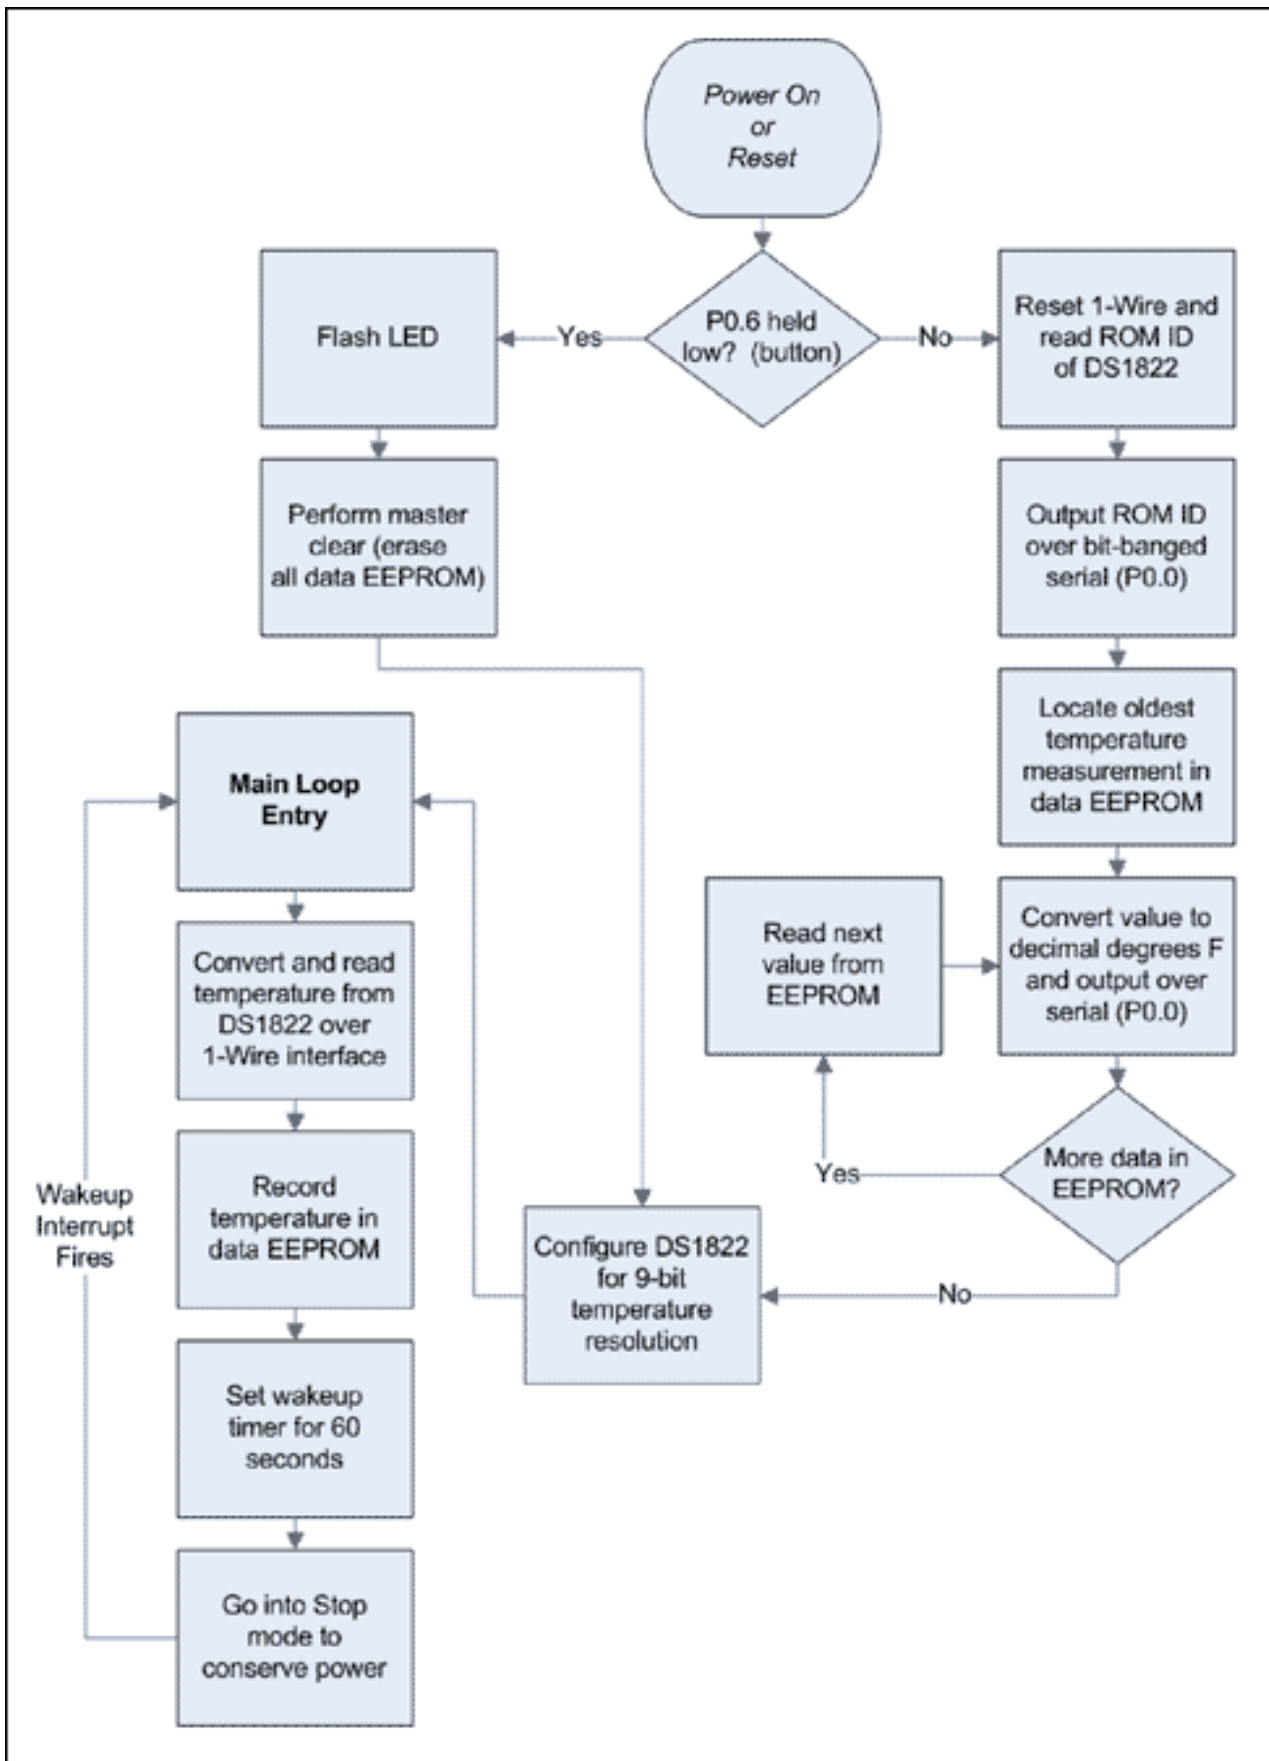 Power On
or
Reset
P0.6 held
low? (button)
Yes
No
Flash LED
Perform master
clear (erase
all data EEPROM)
Reset 1-Wire and
read ROM ID
of DS1822
Output ROM ID
over bit-banged
serial (P0.0)
Locate oldest
temperature
measurement in
data EEPROM
Convert value to
decimal degrees F
and output over
serial (P0.0)
Read next
value from
EEPROM
More data in
EEPROM?
Yes
No
Configure DS1822
for 9-bit
temperature
resolution
Main Loop
Entry
Convert and read
temperature from
DS1822 over
1-Wire interface
Record
temperature in
data EEPROM
Set wakeup
timer for 60
seconds
Go into Stop
mode to
conserve power
Wakeup
Interrupt
Fires